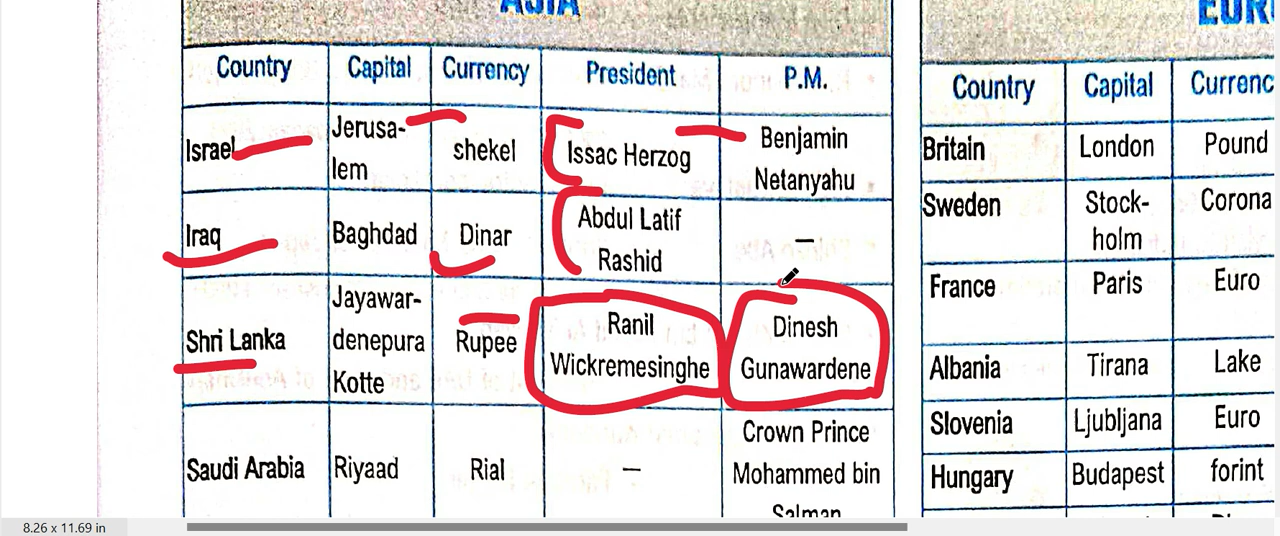 ASIA
Country Capital Currency President P.M.
Israel Jerusa-lem shekel Issac Herzog Benjamin Netanyahu
Iraq Baghdad Dinar Abdul Latif Rashid —
Shri Lanka Jayawar-denepura Kotte Rupee Ranil Wickremesinghe Dinesh Gunawardene
Saudi Arabia Riyaad Rial — Crown Prince Mohammed bin Salman
Country Capital Currenc
Britain London Pound
Sweden Stock-holm Corona
France Paris Euro
Albania Tirana Lake
Slovenia Ljubljana Euro
Hungary Budapest forint
8.26 x 11.69 in